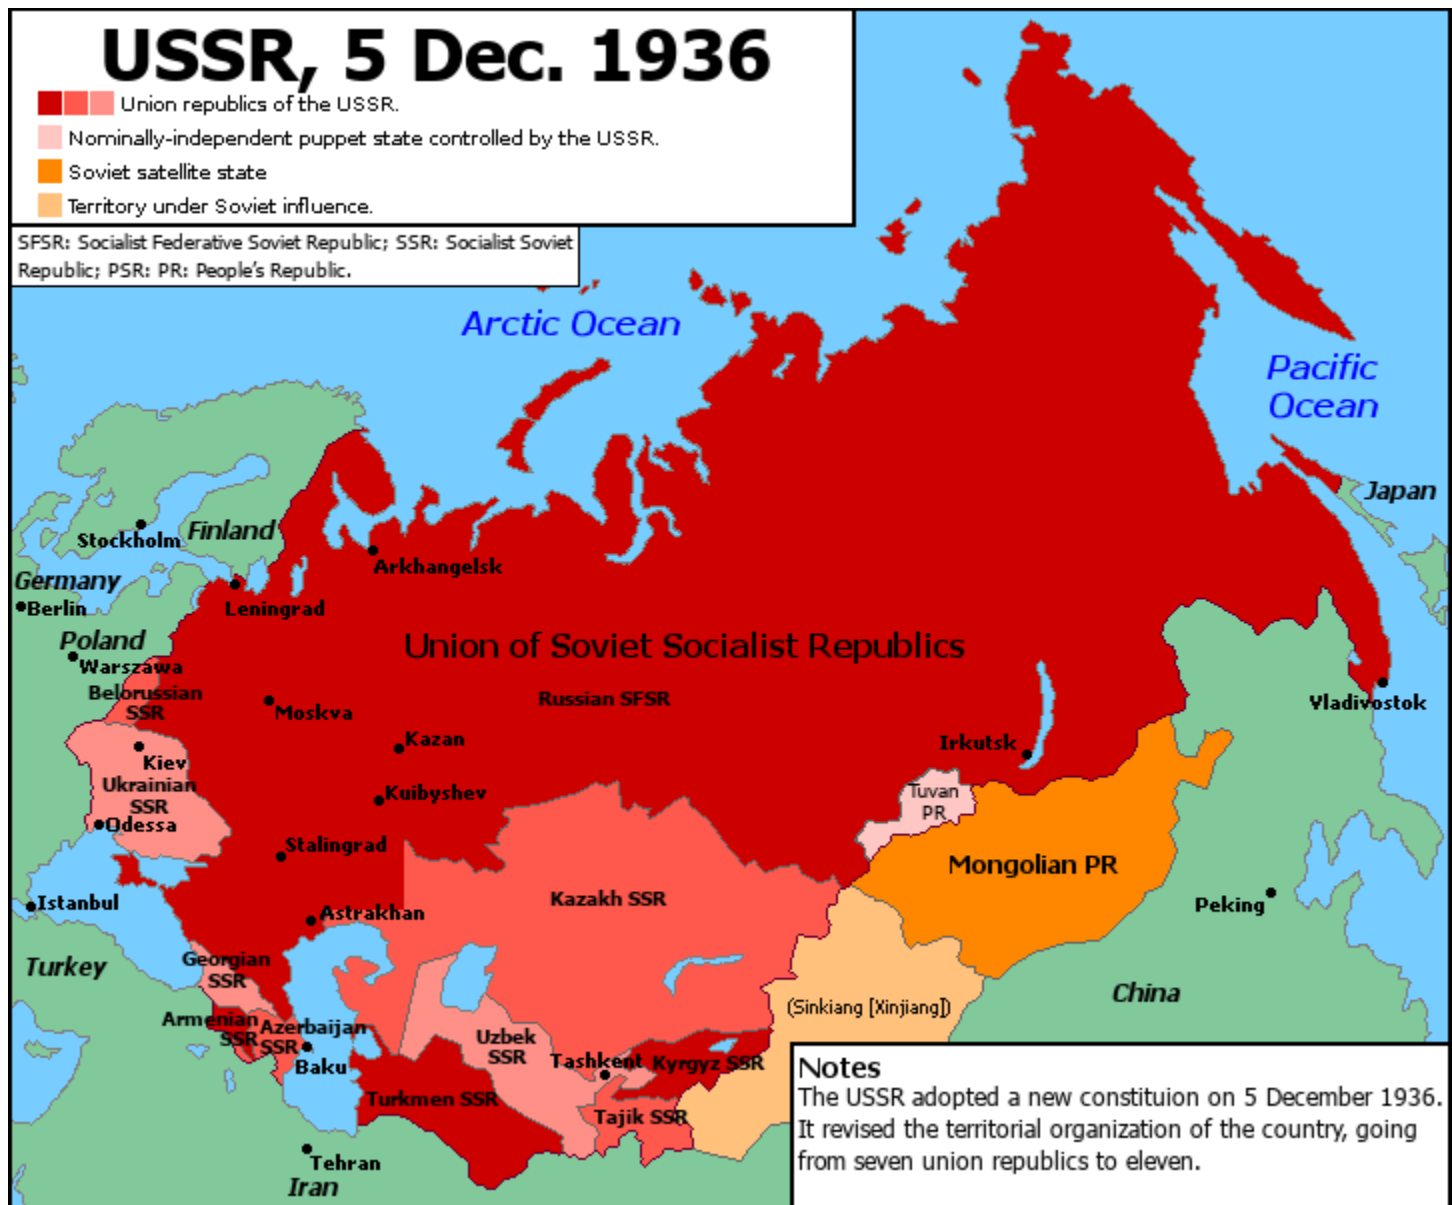 USSR, 5 Dec. 1936
Union republics of the USSR.
Nominally-independent puppet state controlled by the USSR.
Soviet satellite state
Territory under Soviet influence.
SFSR: Socialist Federative Soviet Republic; SSR: Socialist Soviet
Republic; PSR: PR: People's Republic.
Arctic Ocean
Pacific
Ocean
Japan
Stockholm
Finland
Arkhangelsk
Germany
Berlin
Leningrad
Poland
Warszawa
Union of Soviet Socialist Republics
Belorussian
SSR
Moskva
Russian SFSR
Vladivostok
Kiev
Kazan
Irkutsk
Ukrainian
SSR
Kuibyshev
Tuvan
PR
Odessa
Stalingrad
Mongolian PR
Istanbul
Astrakhan
Kazakh SSR
Peking
Turkey
Georgian
SSR
China
(Sinkiang [Xinjiang])
Armenian
SSR
Azerbaijan
SSR
Baku
Uzbek
SSR
Tashkent
Kyrgyz SSR
Turkmen SSR
Tajik SSR
Tehran
Iran
Notes
The USSR adopted a new constituion on 5 December 1936.
It revised the territorial organization of the country, going
from seven union republics to eleven.